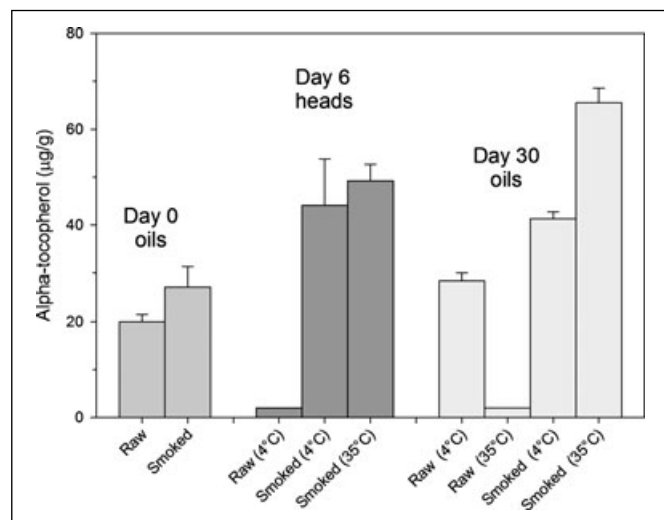 80
60
40
20
0
Alpha-tocopherol (µg/g)
Day 0
oils
Day 6
heads
Day 30
oils
Raw
Smoked
Raw (4°C)
Smoked (4°C)
Smoked (35°C)
Raw (4°C)
Raw (35°C)
Smoked (4°C)
Smoked (35°C)